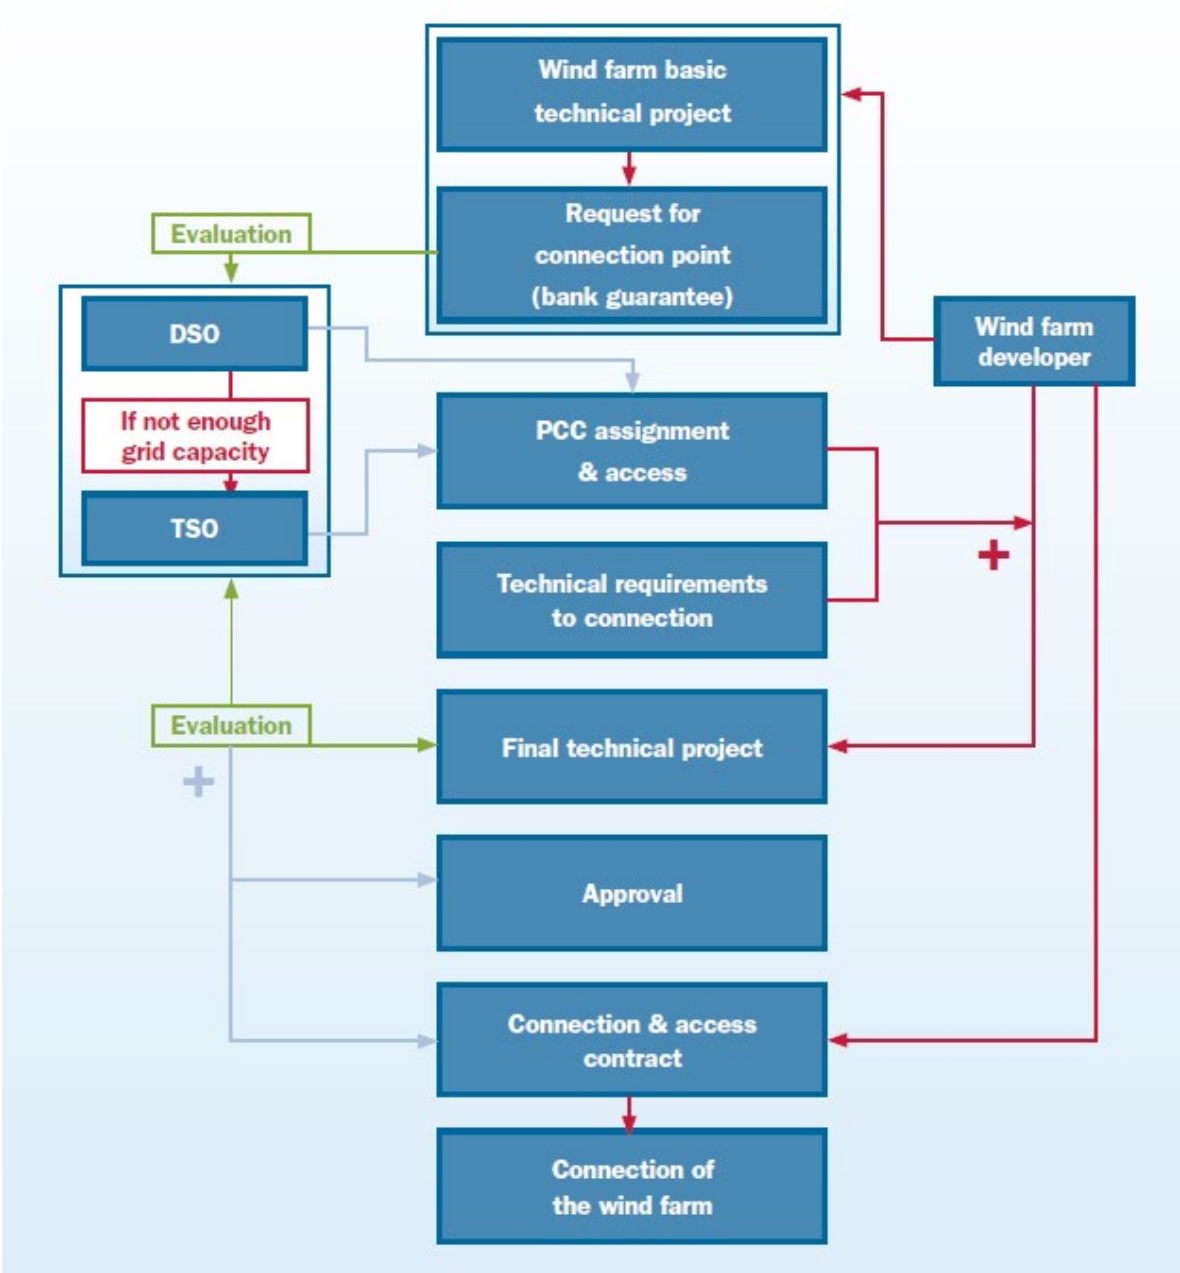 Wind farm basic
technical project
Request for
connection point
(bank guarantee)
Evaluation
DSO
If not enough
grid capacity
TSO
Wind farm
developer
PCC assignment
& access
+
Technical requirements
to connection
Evaluation
+
Final technical project
Approval
Connection & access
contract
Connection of
the wind farm